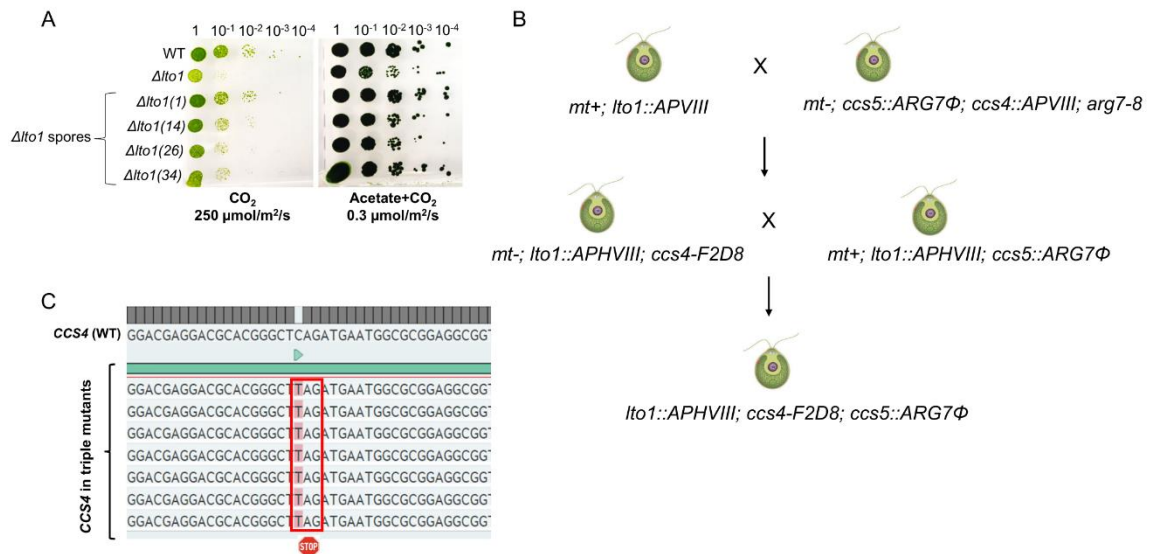 A
1 10-1 10-2 10-3 10-4 1 10-1 10-2 10-3 10-4
WT
Δlto1
Δlto1(1)
Δlto1(14)
Δlto1 spores
Δlto1(26)
Δlto1(34)
CO2 Acetate+CO2
250 µmol/m2/s 0.3 µmol/m2/s
B
X
mt+; lto1::APVIII mt-; ccs5::ARG7Φ; ccs4::APVIII; arg7-8
X
mt-; lto1::APHVIII; ccs4-F2D8 mt+; lto1::APHVIII; ccs5::ARG7Φ
lto1::APHVIII; ccs4-F2D8; ccs5::ARG7Φ
C
CCS4 (WT) GGACGAGGACGCACGGGCTCAGATGAATGGCGCGGAGGCGGT
CCS4 in triple mutants
GGACGAGGACGCACGGGCTTAGATGAATGGCGCGGAGGCGGT
GGACGAGGACGCACGGGCTTAGATGAATGGCGCGGAGGCGGT
GGACGAGGACGCACGGGCTTAGATGAATGGCGCGGAGGCGGT
GGACGAGGACGCACGGGCTTAGATGAATGGCGCGGAGGCGGT
GGACGAGGACGCACGGGCTTAGATGAATGGCGCGGAGGCGGT
GGACGAGGACGCACGGGCTTAGATGAATGGCGCGGAGGCGGT
GGACGAGGACGCACGGGCTTAGATGAATGGCGCGGAGGCGGT
STOP